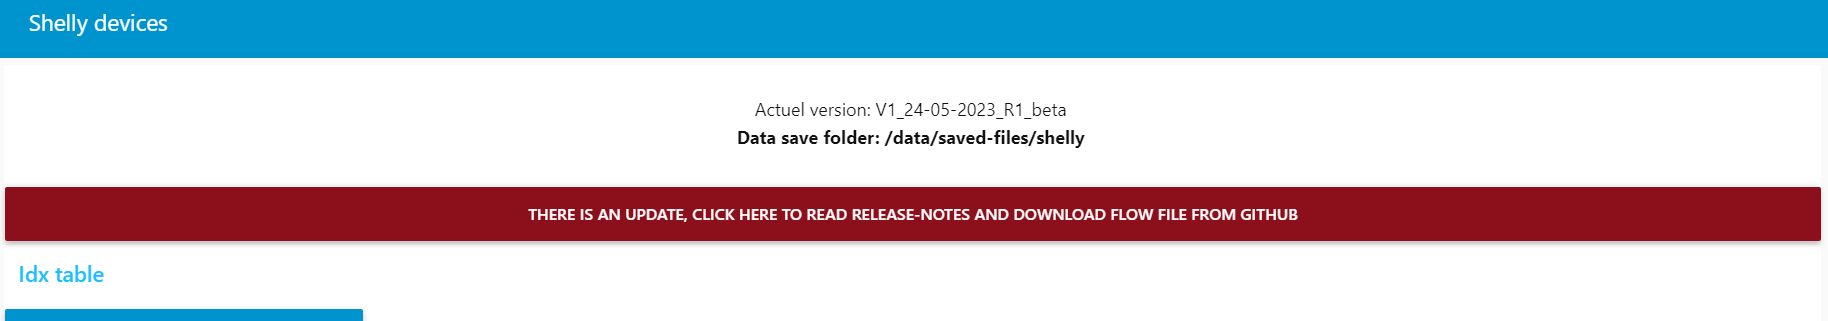 Shelly devices
Actuel version: V1_24-05-2023_R1_beta
Data save folder: /data/saved-files/shelly
THERE IS AN UPDATE, CLICK HERE TO READ RELEASE-NOTES AND DOWNLOAD FLOW FILE FROM GITHUB
Idx table